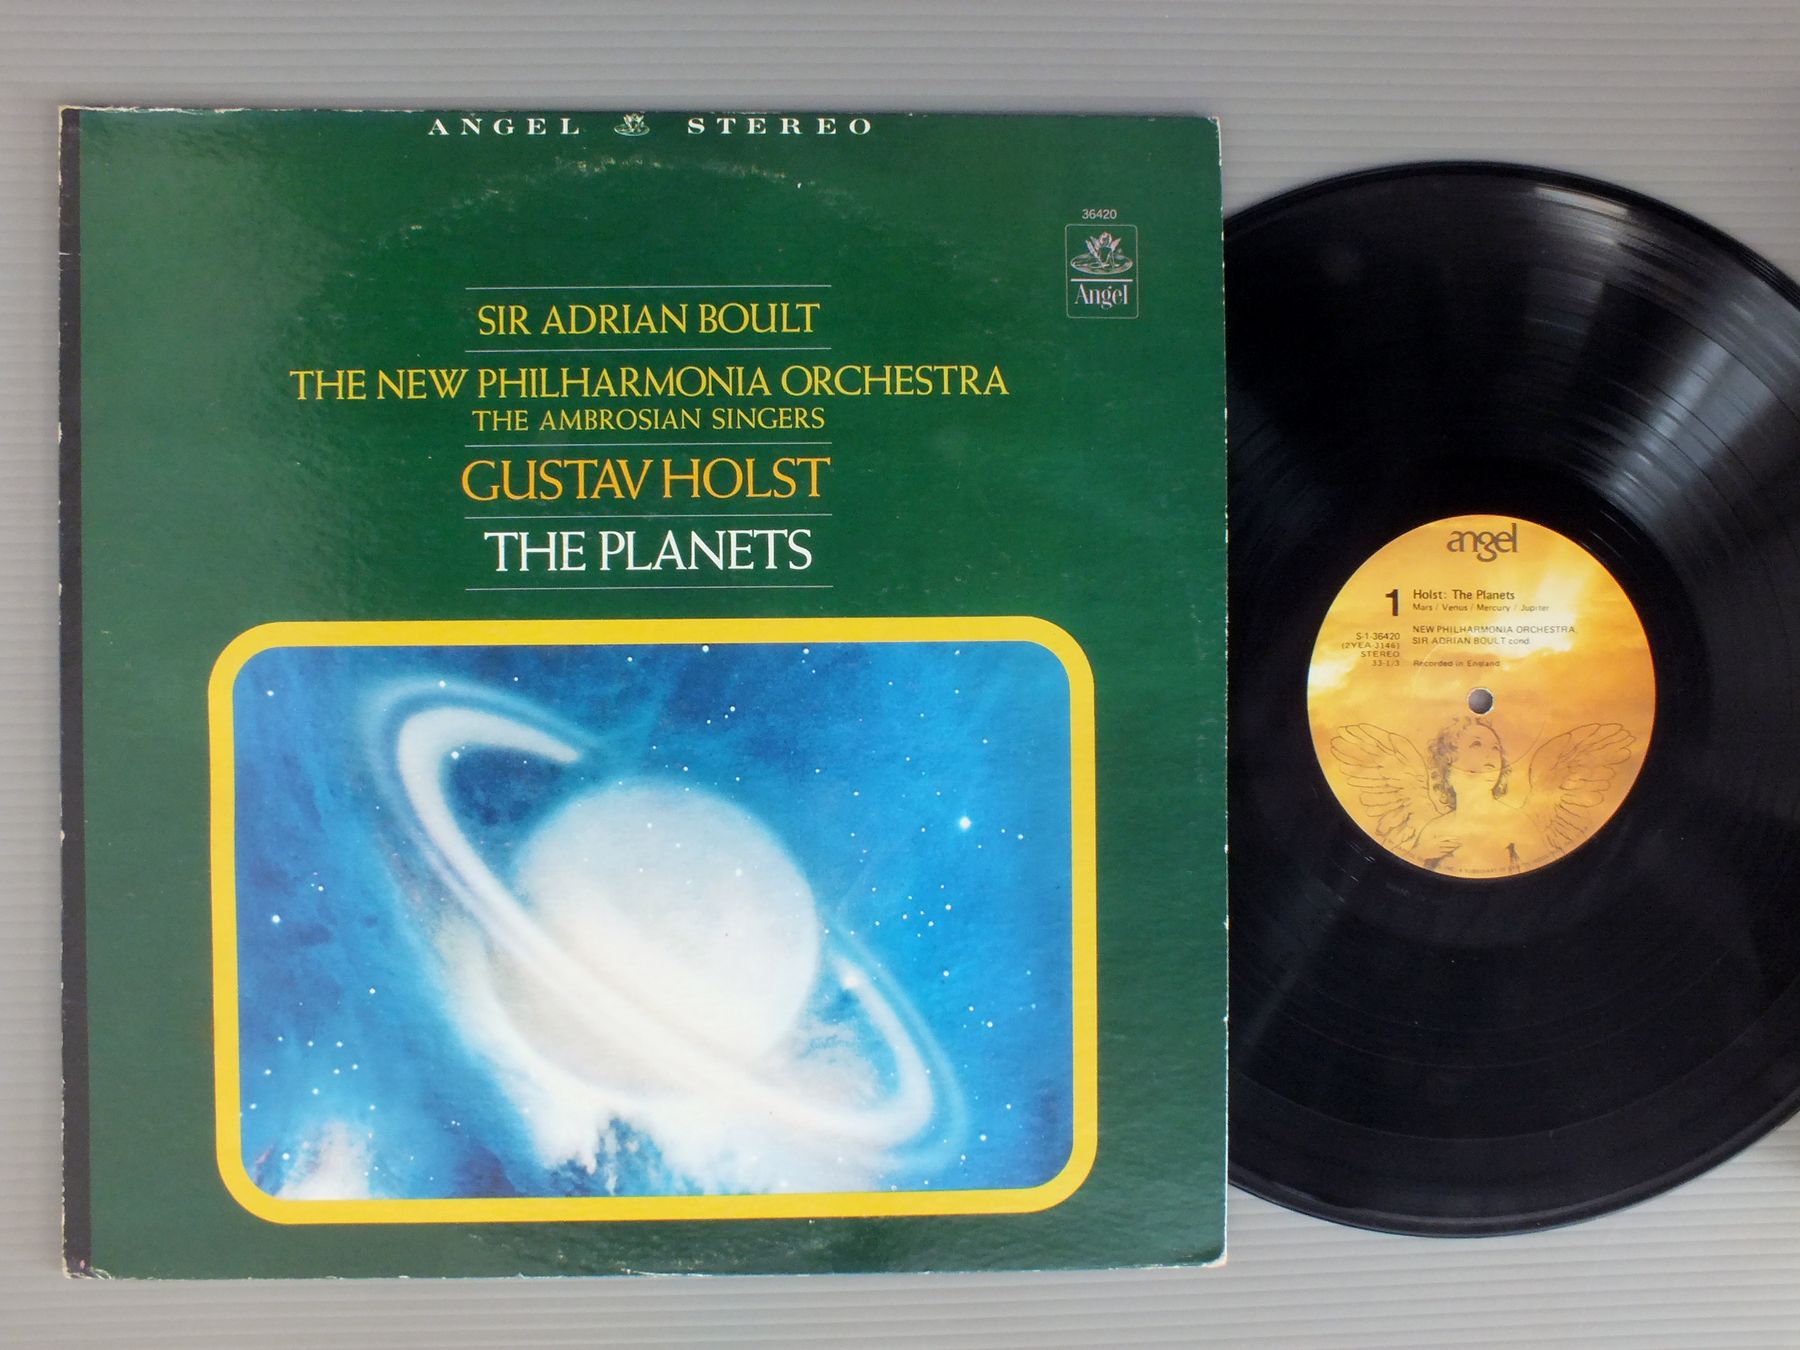 ANGEL STEREO
36420
Angel
SIR ADRIAN BOULT
THE NEW PHILHARMONIA ORCHESTRA
THE AMBROSIAN SINGERS
GUSTAV HOLST
THE PLANETS
angel
1
Holst: The Planets
Mars / Venus / Mercury / Jupiter
NEW PHILHARMONIA ORCHESTRA,
SIR ADRIAN BOULT cond.
S-1-36420
(2YEA-3146)
STEREO
33-1/3
Recorded in England